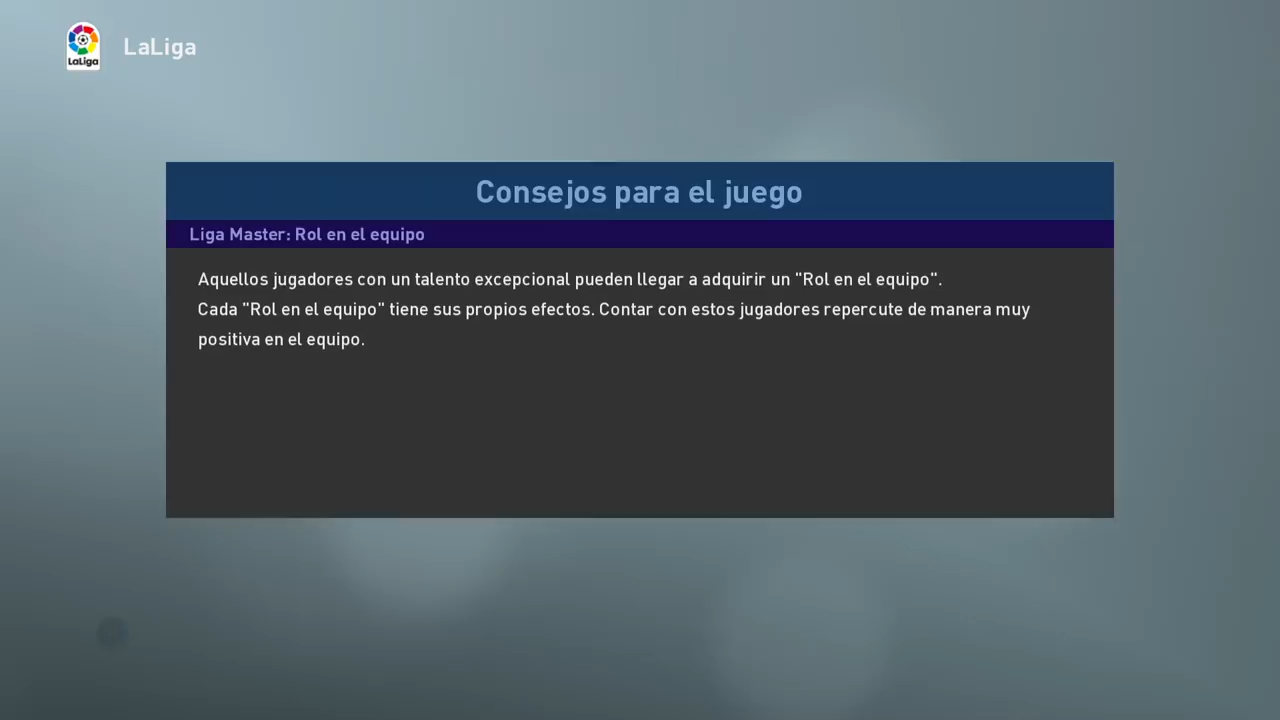 LaLiga
LaLiga
Consejos para el juego
Liga Master: Rol en el equipo
Aquellos jugadores con un talento excepcional pueden llegar a adquirir un "Rol en el equipo".
Cada "Rol en el equipo" tiene sus propios efectos. Contar con estos jugadores repercute de manera muy
positiva en el equipo.